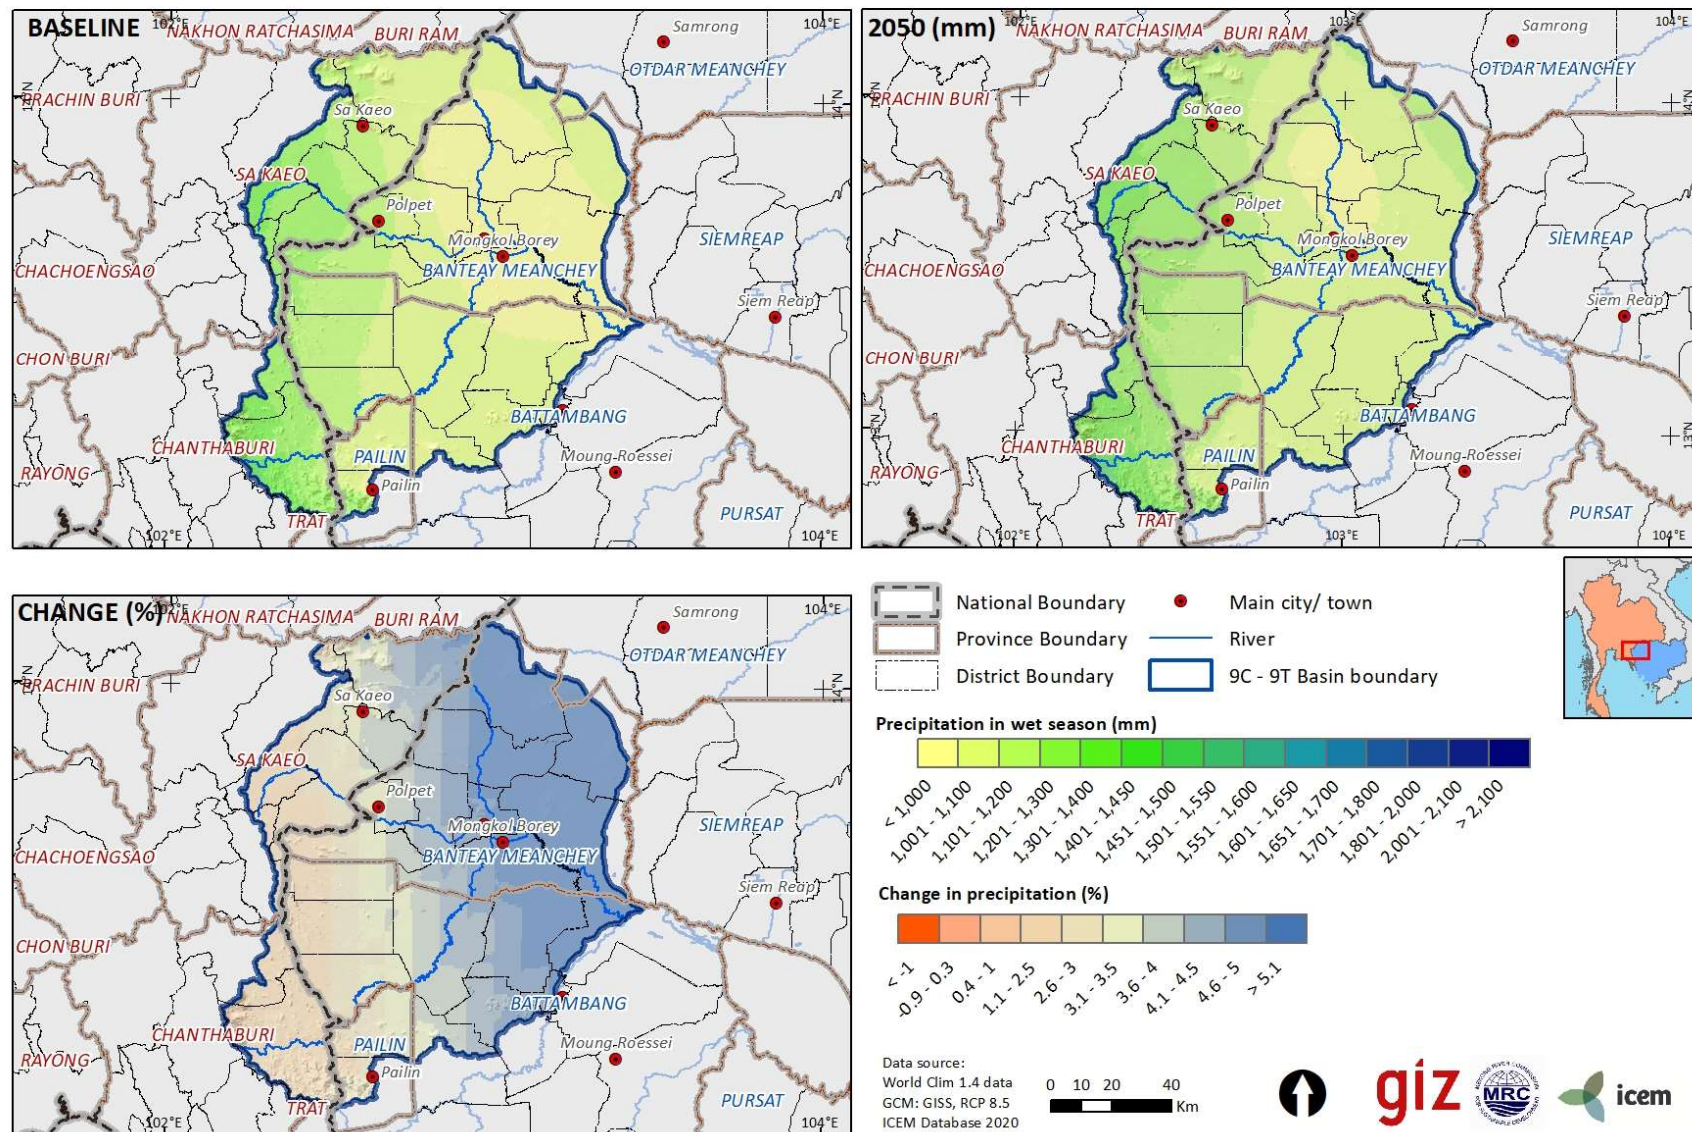 BASELINE
102°E
NAKHON RATCHASIMA
BURI RAM
104°E
Samrong
OTDAR MEANCHEY
PRACHIN BURI
14°N
Sa Kaeo
SA KAEO
Polpet
Mongkol Borey
BANTEAY MEANCHEY
SIEMREAP
CHACHOENGSAO
Siem Reap
CHON BURI
BATTAMBANG
CHANTHABURI
PAILIN
Moung-Roessei
RAYONG
Pailin
TRAT
PURSAT
102°E
104°E
2050 (mm)
102°E
NAKHON RATCHASIMA
BURI RAM
103°E
104°E
Samrong
OTDAR MEANCHEY
PRACHIN BURI
14°N
Sa Kaeo
SA KAEO
Polpet
Mongkol Borey
BANTEAY MEANCHEY
SIEMREAP
CHACHOENGSAO
Siem Reap
CHON BURI
BATTAMBANG
13°N
13°N
CHANTHABURI
PAILIN
Moung-Roessei
RAYONG
Pailin
TRAT
PURSAT
102°E
103°E
104°E
CHANGE (%)
102°E
NAKHON RATCHASIMA
BURI RAM
104°E
Samrong
OTDAR MEANCHEY
PRACHIN BURI
14°N
Sa Kaeo
SA KAEO
Polpet
Mongkol Borey
BANTEAY MEANCHEY
SIEMREAP
CHACHOENGSAO
Siem Reap
CHON BURI
BATTAMBANG
CHANTHABURI
PAILIN
Moung-Roessei
RAYONG
Pailin
TRAT
PURSAT
102°E
104°E
National Boundary
Main city/ town
Province Boundary
River
District Boundary
9C - 9T Basin boundary
Precipitation in wet season (mm)
< 1,000
1,001 - 1,100
1,101 - 1,200
1,201 - 1,300
1,301 - 1,400
1,401 - 1,450
1,451 - 1,500
1,501 - 1,550
1,551 - 1,600
1,601 - 1,650
1,651 - 1,700
1,701 - 1,800
1,801 - 2,000
2,001 - 2,100
> 2,100
Change in precipitation (%)
< -1
-0.9 - 0.3
0.4 - 1
1.1 - 2.5
2.6 - 3
3.1 - 3.5
3.6 - 4
4.1 - 4.5
4.6 - 5
> 5.1
Data source:
World Clim 1.4 data
GCM: GISS, RCP 8.5
ICEM Database 2020
0 10 20 40
Km
giz
MRC
icem